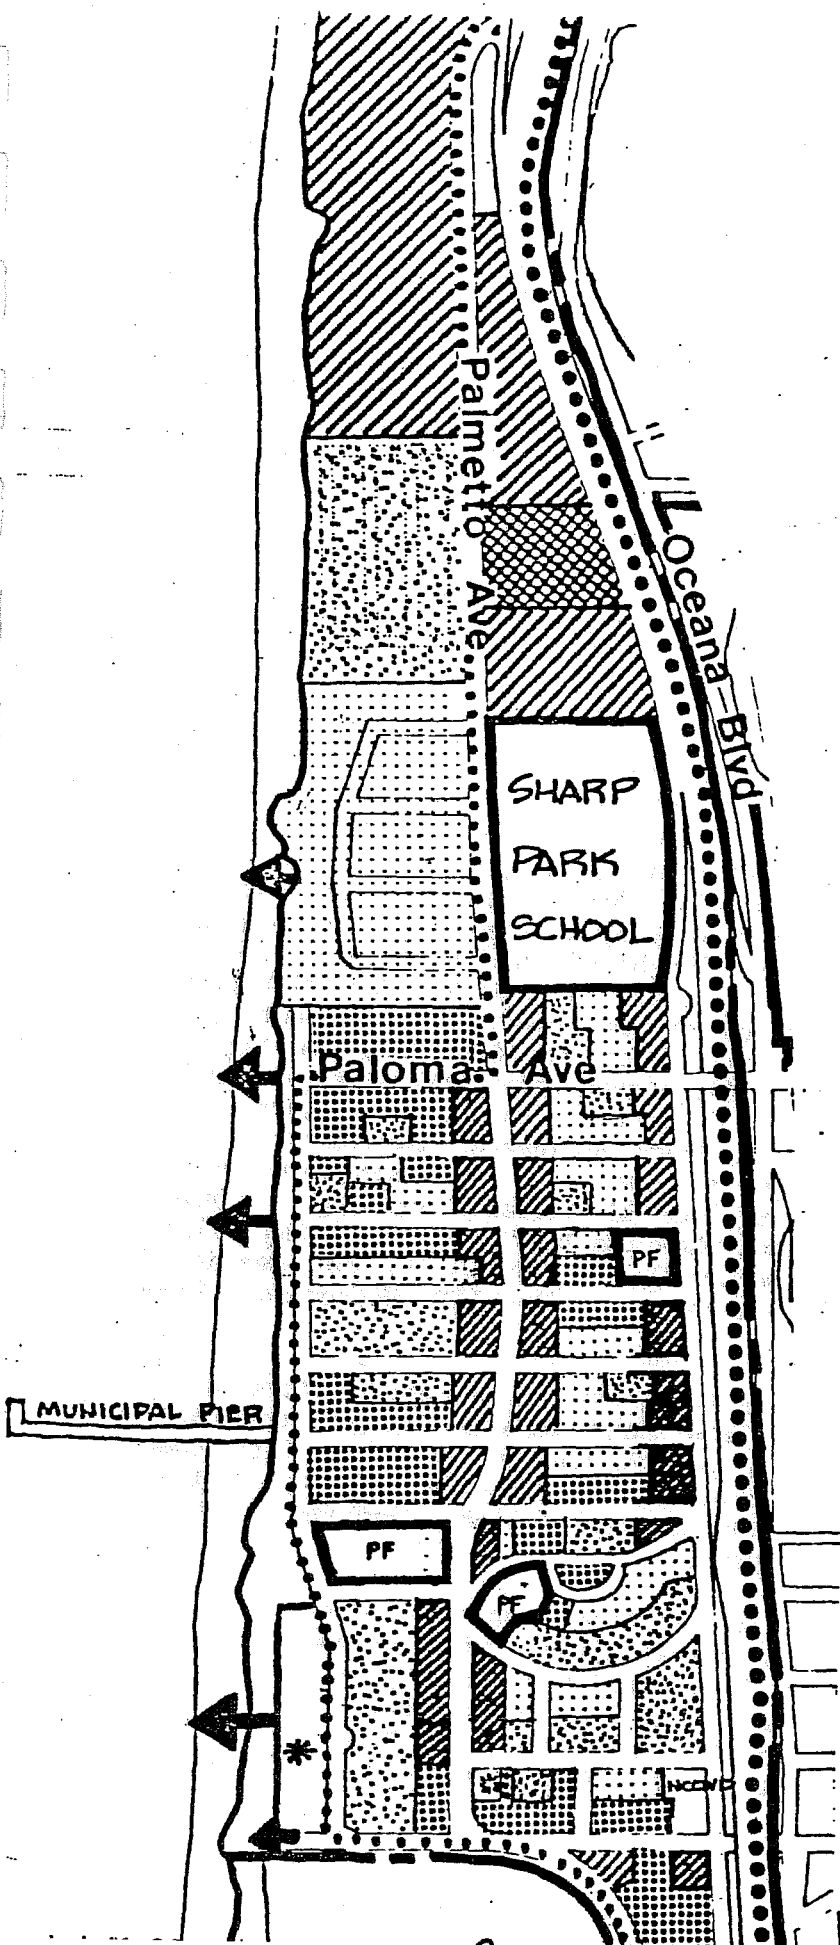 Palmetto Ave
Oceana Blvd
SHARP
PARK
SCHOOL
Paloma Ave
PF
MUNICIPAL PIER
PF
PF